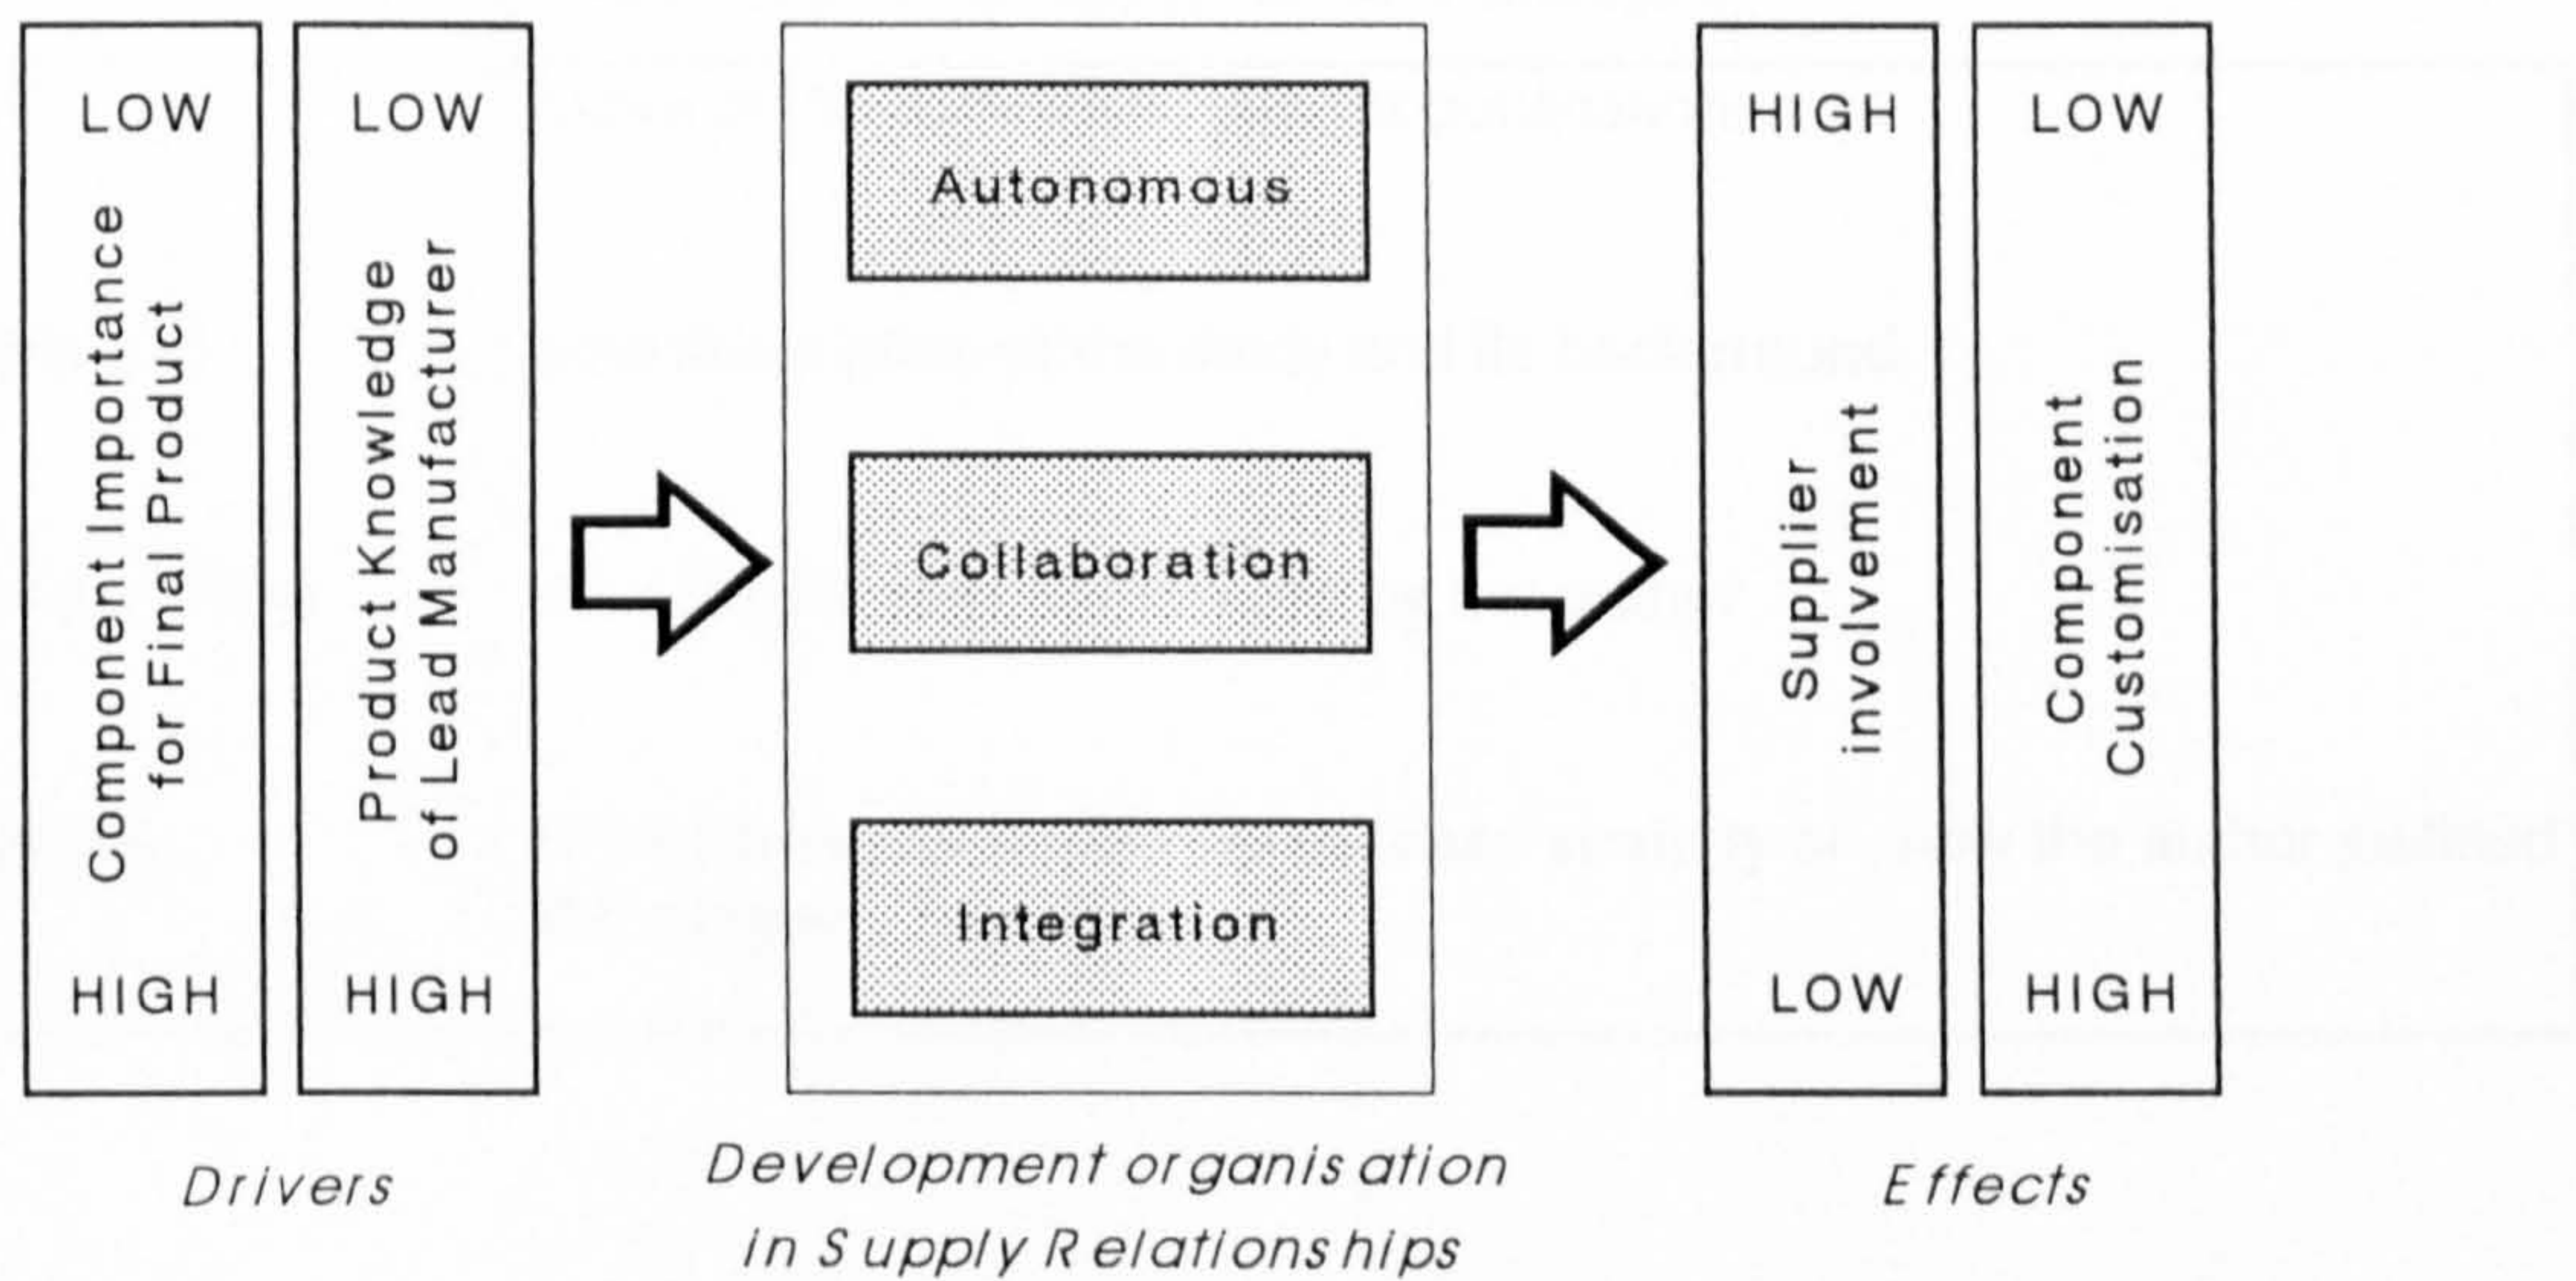 LOW
Component Importance
for Final Product
HIGH
LOW
Product Knowledge
of Lead Manufacturer
HIGH
Autonomous
Collaboration
Integration
HIGH
Supplier
involvement
LOW
LOW
Component
Customisation
HIGH
Drivers
Development organisation
in Supply Relationships
Effects